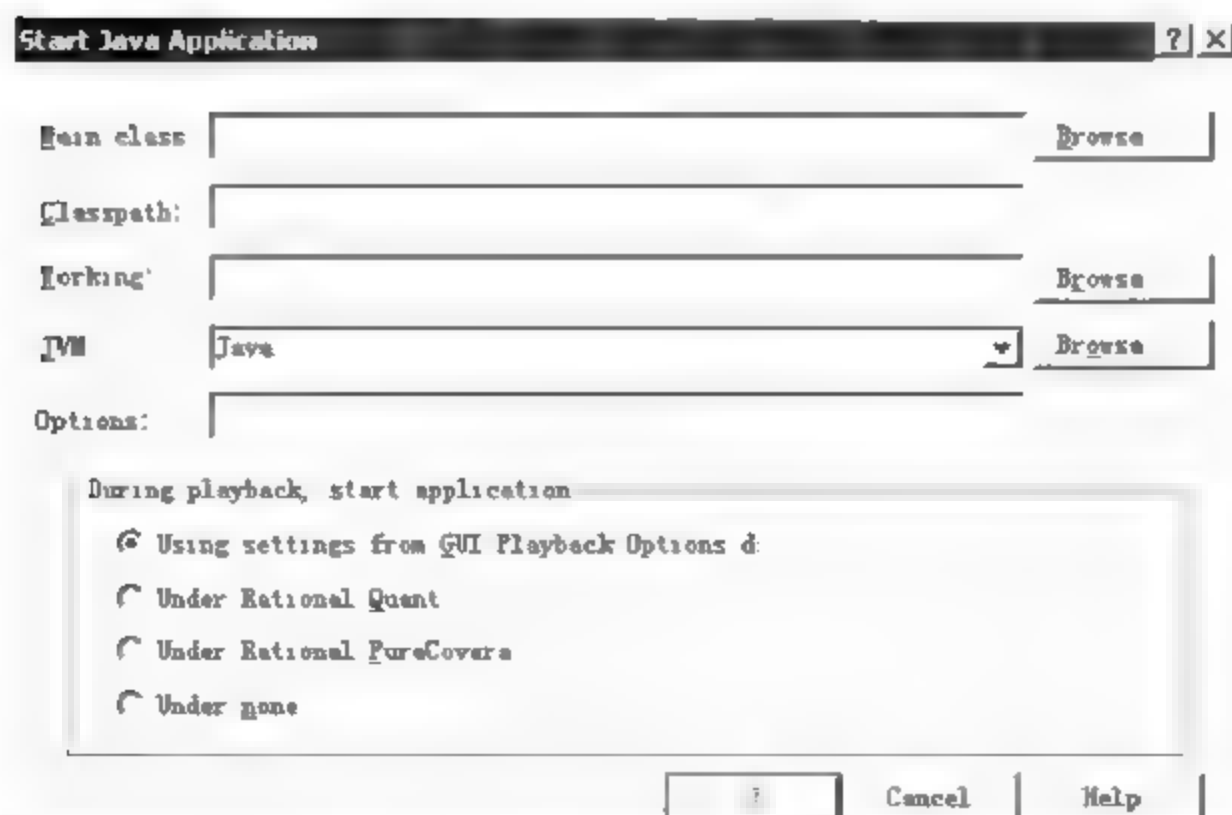 Start Java Application
Main class
Browse
Classpath:
Working:
Browse
JVM
Java
Browse
Options:
During playback, start application
Using settings from GUI Playback Options d
Under Rational Quant
Under Rational PureCovera
Under none
Cancel
Help